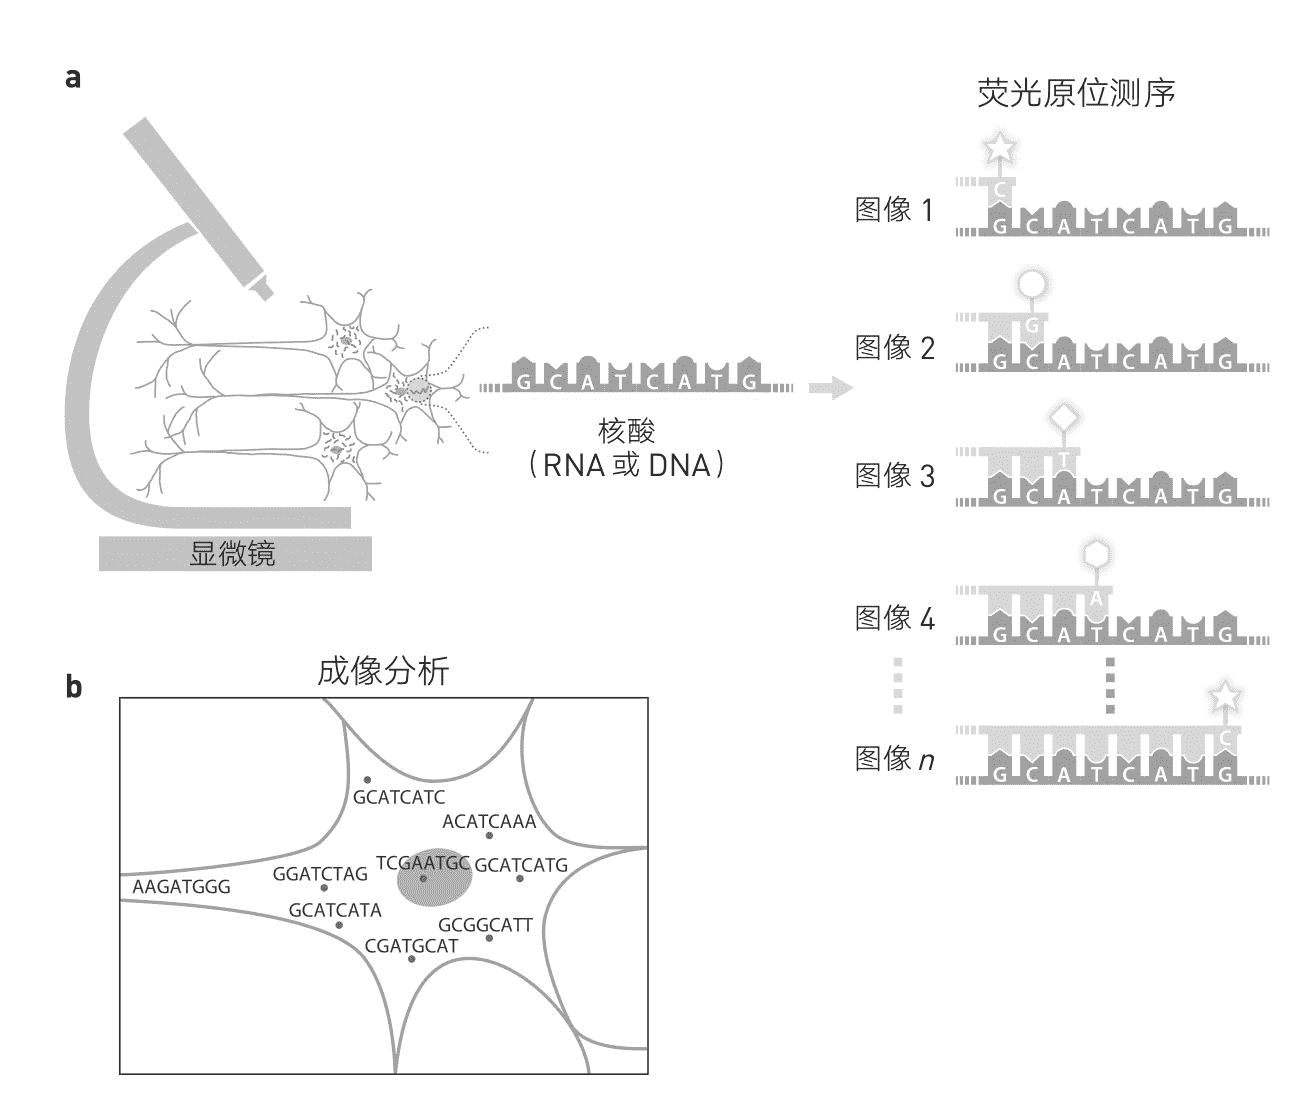 a
荧光原位测序
C
图像 1
G C A T C A T G
G
图像 2
G C A T C A T G
G C A T C A T G
核酸
（RNA 或 DNA）
T
图像 3
G C A T C A T G
显微镜
A
图像 4
G C A T C A T G
C
图像 n
G C A T C A T G
b
成像分析
GCATCATC
ACATCAAA
TCGAATGC
GCATCATG
GGATCTAG
AAGATGGG
GCATCATA
GCGGCATT
CGATGCAT